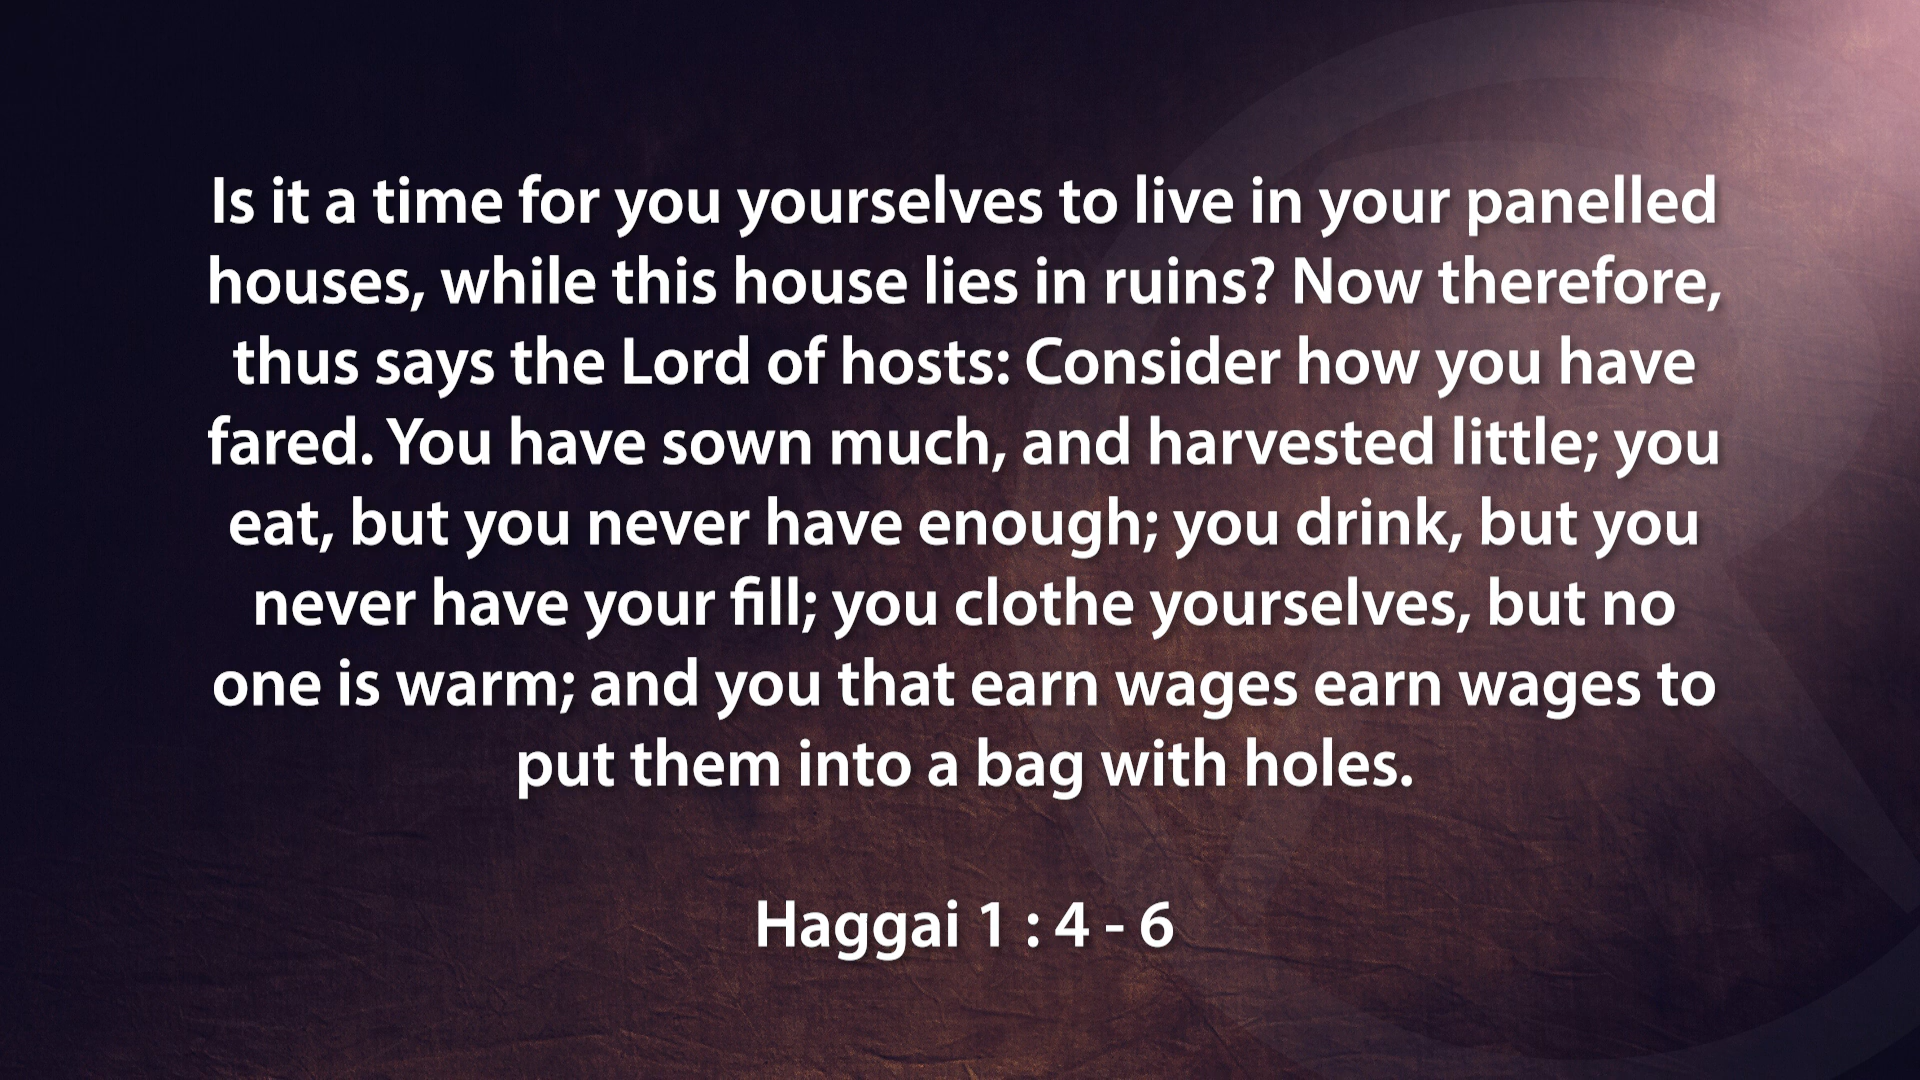 Is it a time for you yourselves to live in your panelled
houses, while this house lies in ruins? Now therefore,
thus says the Lord of hosts: Consider how you have
fared. You have sown much, and harvested little; you
eat, but you never have enough; you drink, but you
never have your fill; you clothe yourselves, but no
one is warm; and you that earn wages earn wages to
put them into a bag with holes.
Haggai 1 : 4 - 6